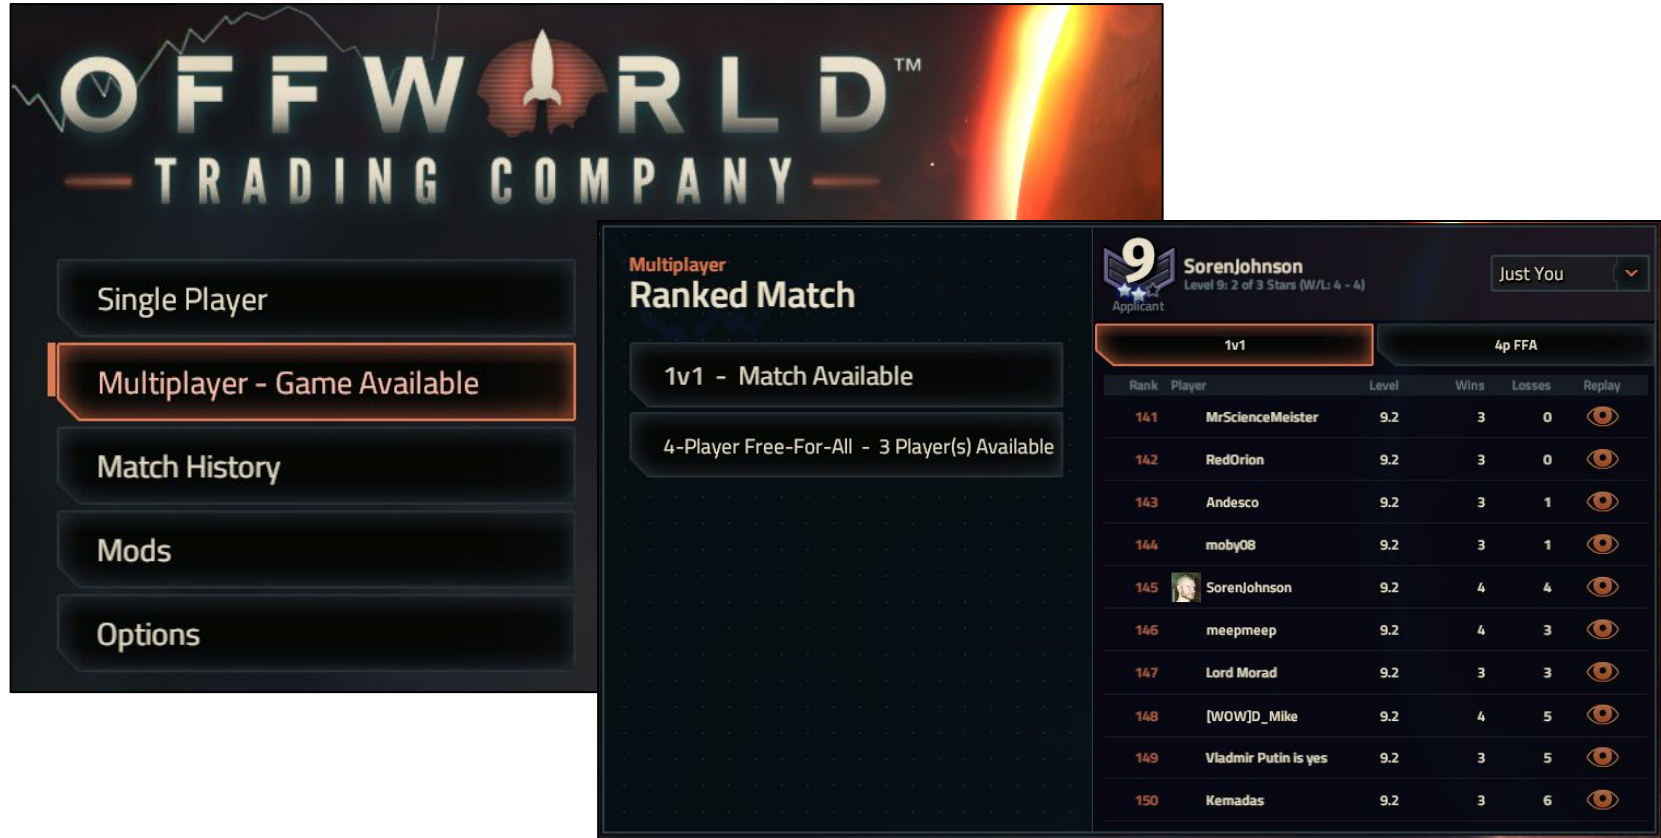 OFFWORLD™
TRADING COMPANY
Single Player
Multiplayer - Game Available
Match History
Mods
Options
Multiplayer
Ranked Match
1v1 - Match Available
4-Player Free-For-All - 3 Player(s) Available
9
Applicant
SorenJohnson
Level 9: 2 of 3 Stars (W/L: 4 - 4)
Just You
1v1 4p FFA
Rank Player Level Wins Losses Replay
141 MrScienceMeister 9.2 3 0
142 RedOrion 9.2 3 0
143 Andesco 9.2 3 1
144 moby08 9.2 3 1
145 SorenJohnson 9.2 4 4
146 meepmeep 9.2 4 3
147 Lord Morad 9.2 3 3
148 [WOW]D_Mike 9.2 4 5
149 Vladmir Putin is yes 9.2 3 5
150 Kemadas 9.2 3 6